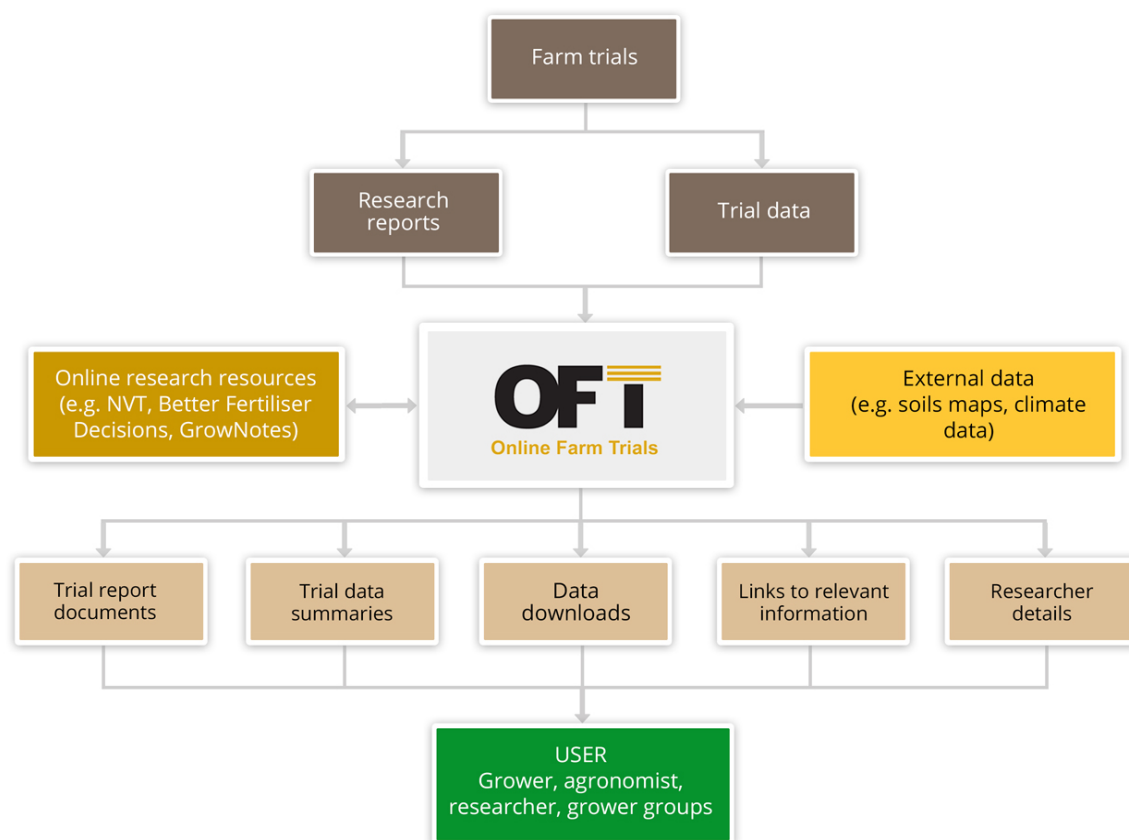 Farm trials
Research
reports
Trial data
Online research resources
(e.g. NVT, Better Fertiliser
Decisions, GrowNotes)
OFT
Online Farm Trials
External data
(e.g. soils maps, climate
data)
Trial report
documents
Trial data
summaries
Data
downloads
Links to relevant
information
Researcher
details
USER
Grower, agronomist,
researcher, grower groups